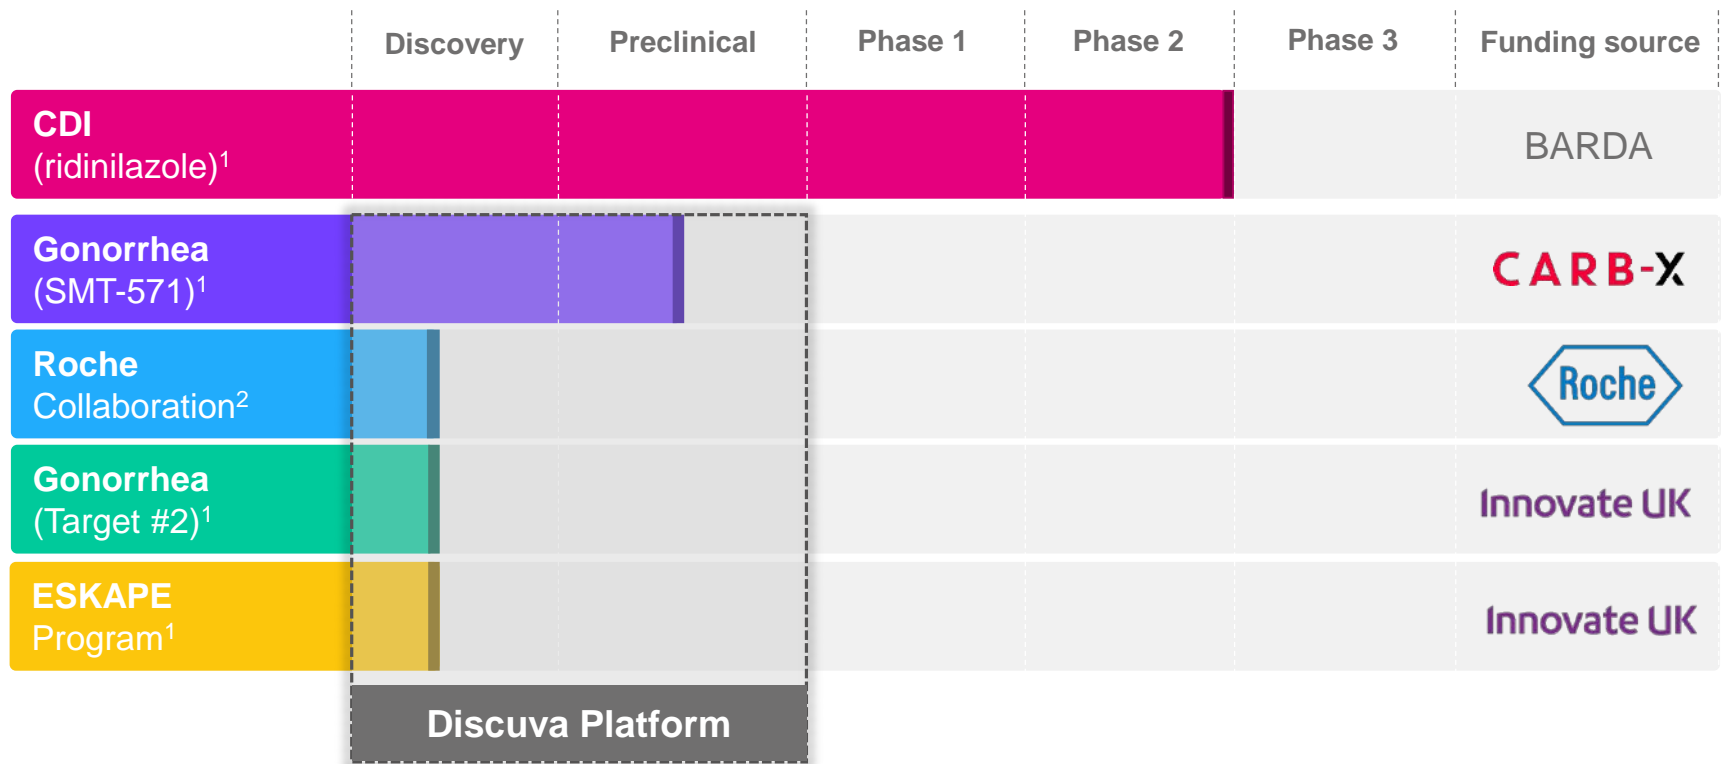 Discovery Preclinical Phase 1 Phase 2 Phase 3 Funding source
CDI
(ridinilazole)1
BARDA
Gonorrhea
(SMT-571)1
CARB-X
Roche
Collaboration2
Roche
Gonorrhea
(Target #2)1
Innovate UK
ESKAPE
Program1
Innovate UK
Discuva Platform